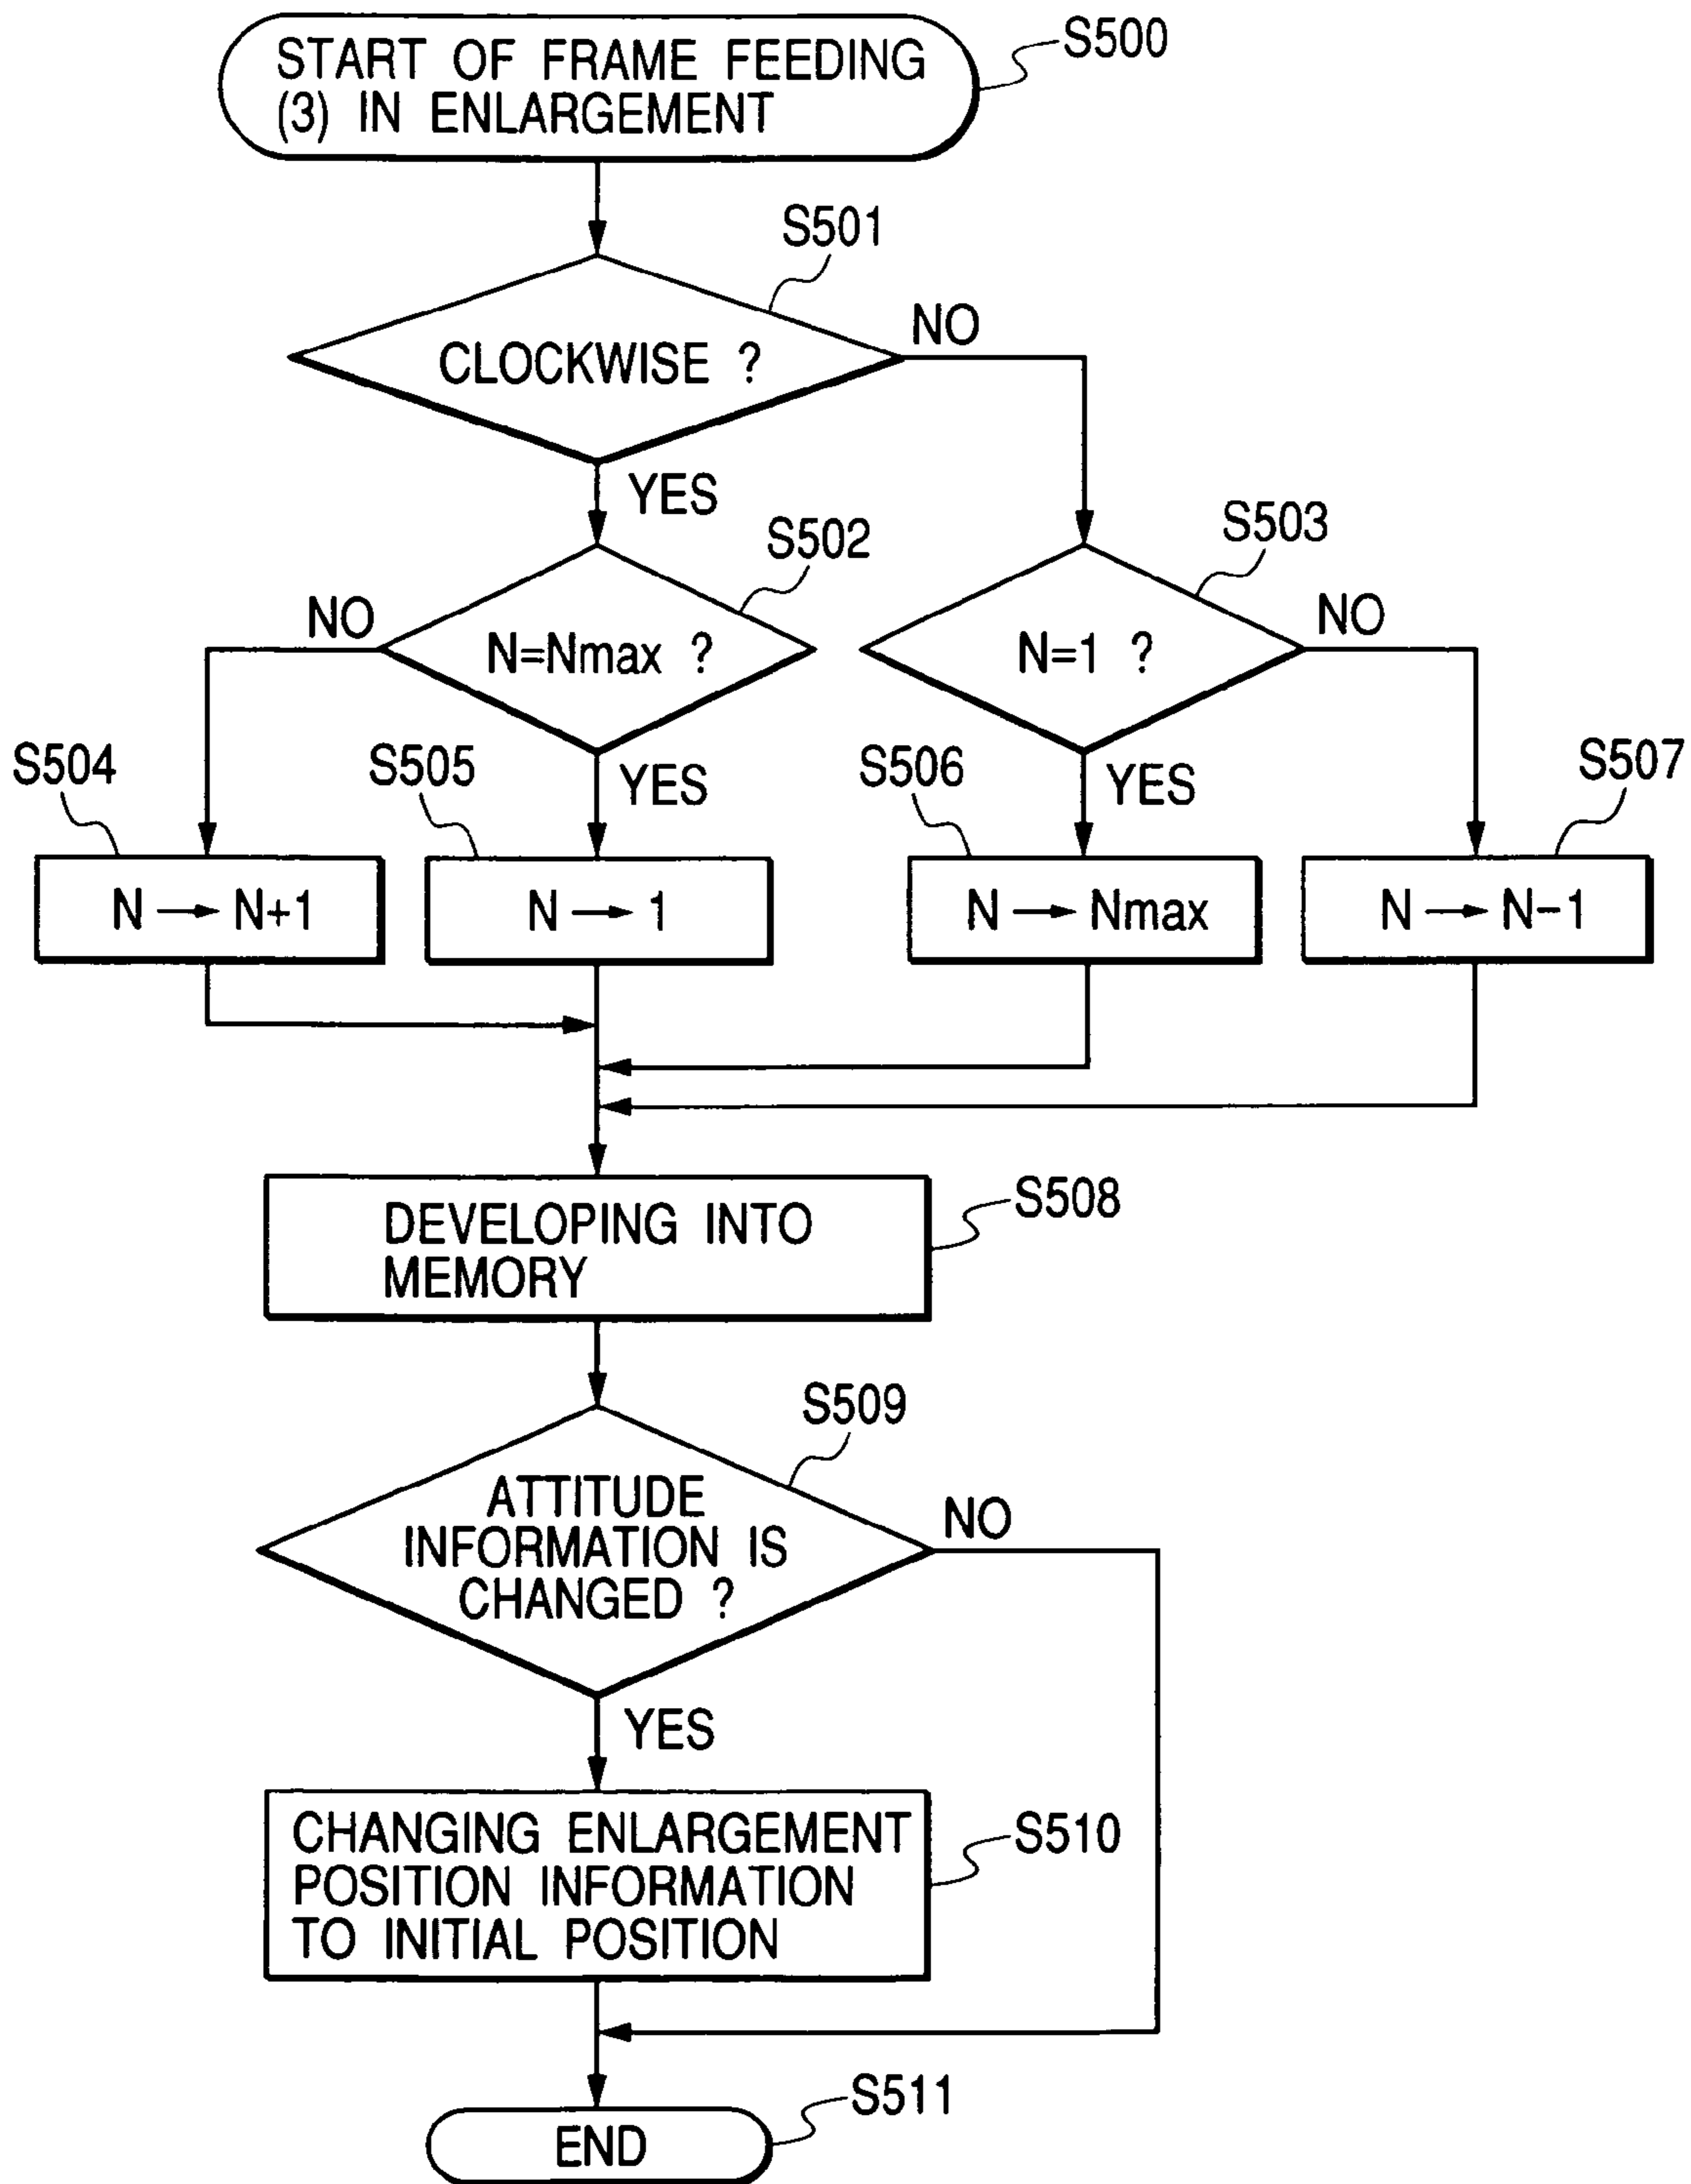 START OF FRAME FEEDING
(3) IN ENLARGEMENT
S500
S501
CLOCKWISE ?
NO
YES
S502
S503
NO
N=Nmax ?
N=1 ?
NO
S504
S505
YES
S506
YES
S507
N → N+1
N → 1
N → Nmax
N → N-1
DEVELOPING INTO
MEMORY
S508
S509
ATTITUDE
INFORMATION IS
CHANGED ?
NO
YES
CHANGING ENLARGEMENT
POSITION INFORMATION
TO INITIAL POSITION
S510
S511
END